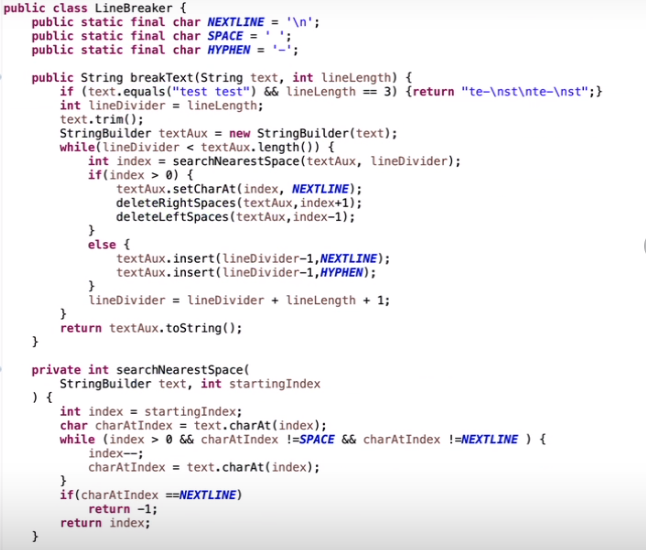 public class LineBreaker {
    public static final char NEXTLINE = '\n';
    public static final char SPACE = ' ';
    public static final char HYPHEN = '-';

    public String breakText(String text, int lineLength) {
        if (text.equals("test test") && lineLength == 3) {return "te-\nst\nte-\nst";}
        int lineDivider = lineLength;
        text.trim();
        StringBuilder textAux = new StringBuilder(text);
        while(lineDivider < textAux.length()) {
            int index = searchNearestSpace(textAux, lineDivider);
            if(index > 0) {
                textAux.setCharAt(index, NEXTLINE);
                deleteRightSpaces(textAux,index+1);
                deleteLeftSpaces(textAux,index-1);
            }
            else {
                textAux.insert(lineDivider-1,NEXTLINE);
                textAux.insert(lineDivider-1,HYPHEN);
            }
            lineDivider = lineDivider + lineLength + 1;
        }
        return textAux.toString();
    }

    private int searchNearestSpace(
        StringBuilder text, int startingIndex
    ) {
        int index = startingIndex;
        char charAtIndex = text.charAt(index);
        while (index > 0 && charAtIndex !=SPACE && charAtIndex !=NEXTLINE ) {
            index--;
            charAtIndex = text.charAt(index);
        }
        if(charAtIndex ==NEXTLINE)
            return -1;
        return index;
    }